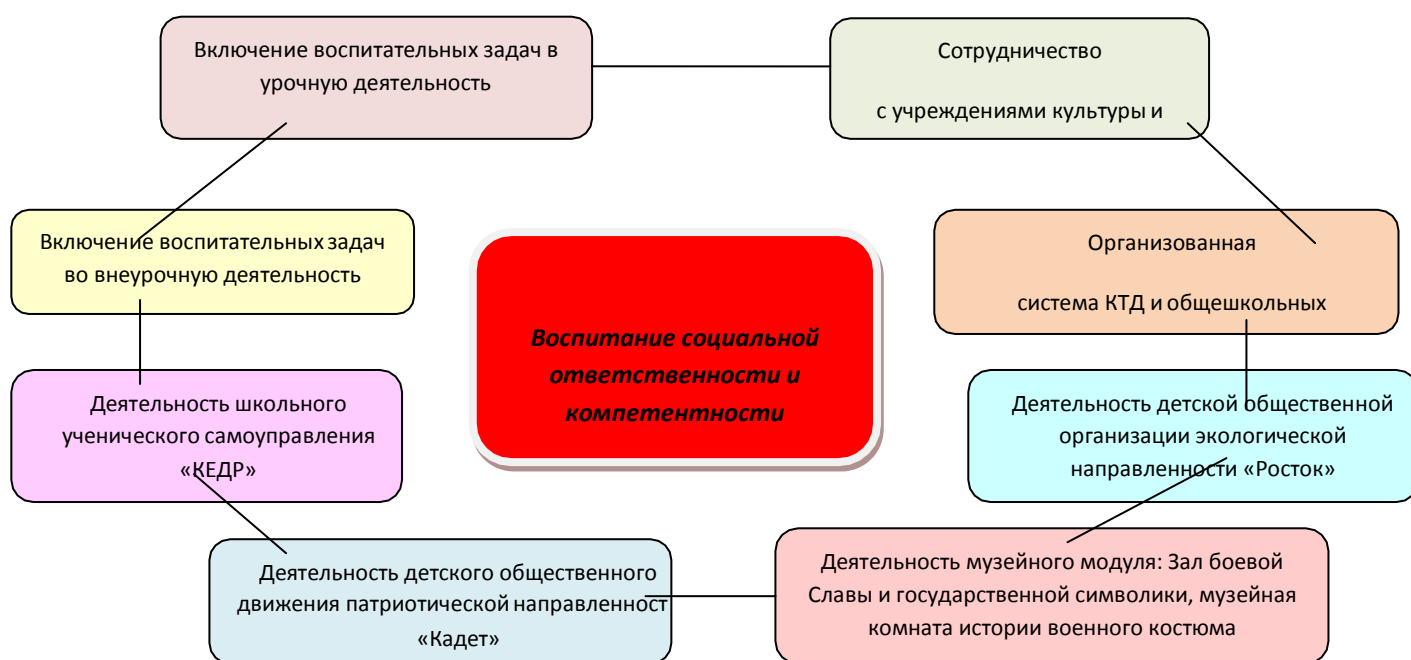 Включение воспитательных задач в
урочную деятельность
Сотрудничество
с учреждениями культуры и
Включение воспитательных задач
во внеурочную деятельность
Организованная
система КТД и общешкольных
Воспитание социальной
ответственности и
компетентности
Деятельность школьного
ученического самоуправления
«КЕДР»
Деятельность детской общественной
организации экологической
направленности «Росток»
Деятельность детского общественного
движения патриотической направленност
«Кадет»
Деятельность музейного модуля: Зал боевой
Славы и государственной символики, музейная
комната истории военного костюма